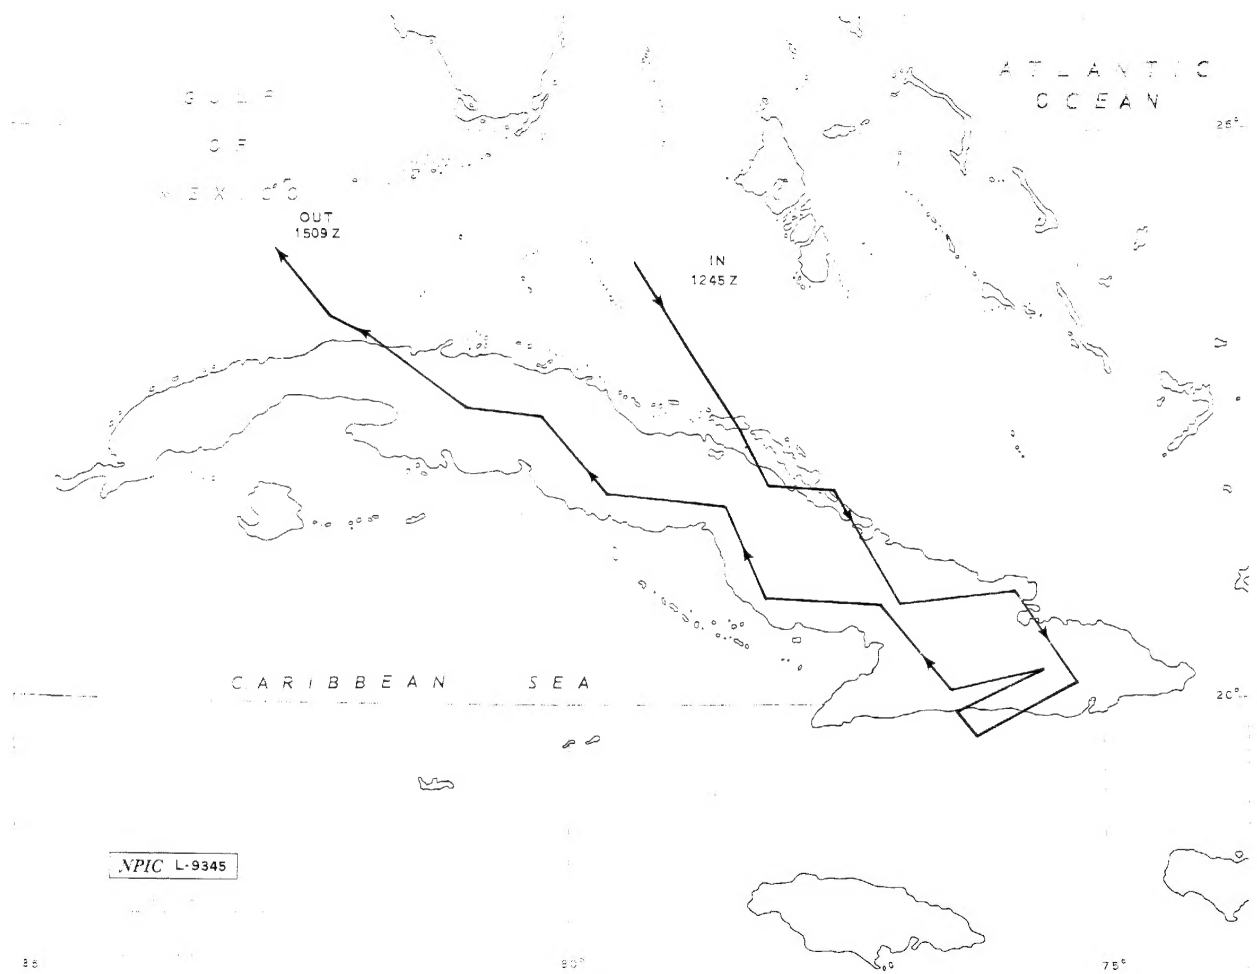 ATLANTIC
OCEAN
GULF
OF
MEXICO
25°
OUT
1509 Z
IN
1245 Z
CARIBBEAN SEA
20°
NPIC L-9345
85
80°
75°